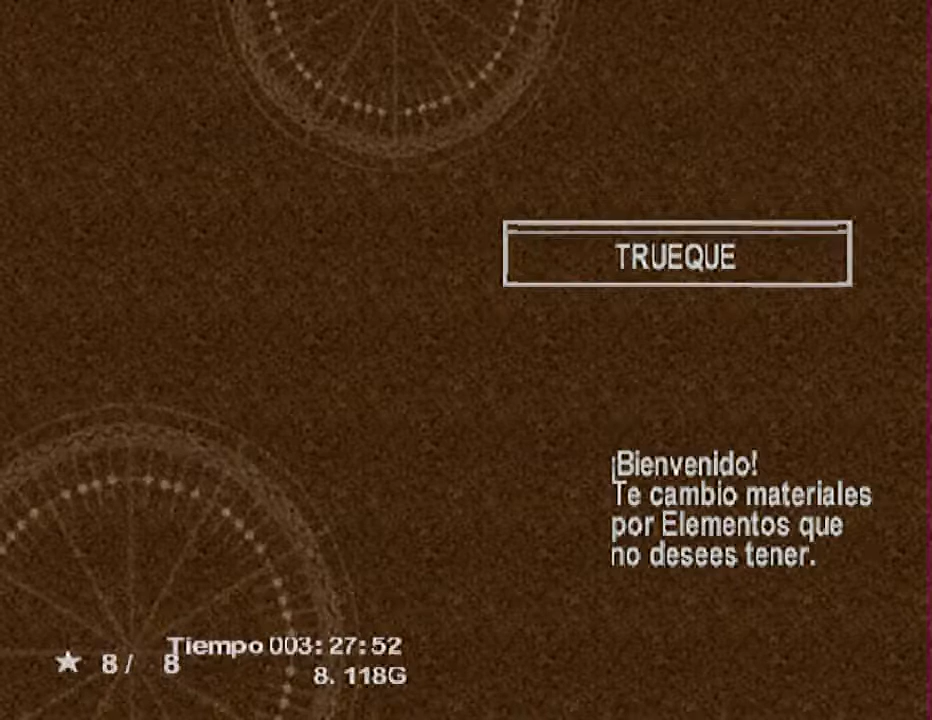 TRUEQUE
¡Bienvenido!
Te cambio materiales
por Elementos que
no desees tener.
Tiempo 003:27:52
★ 8/ 8
8.118G